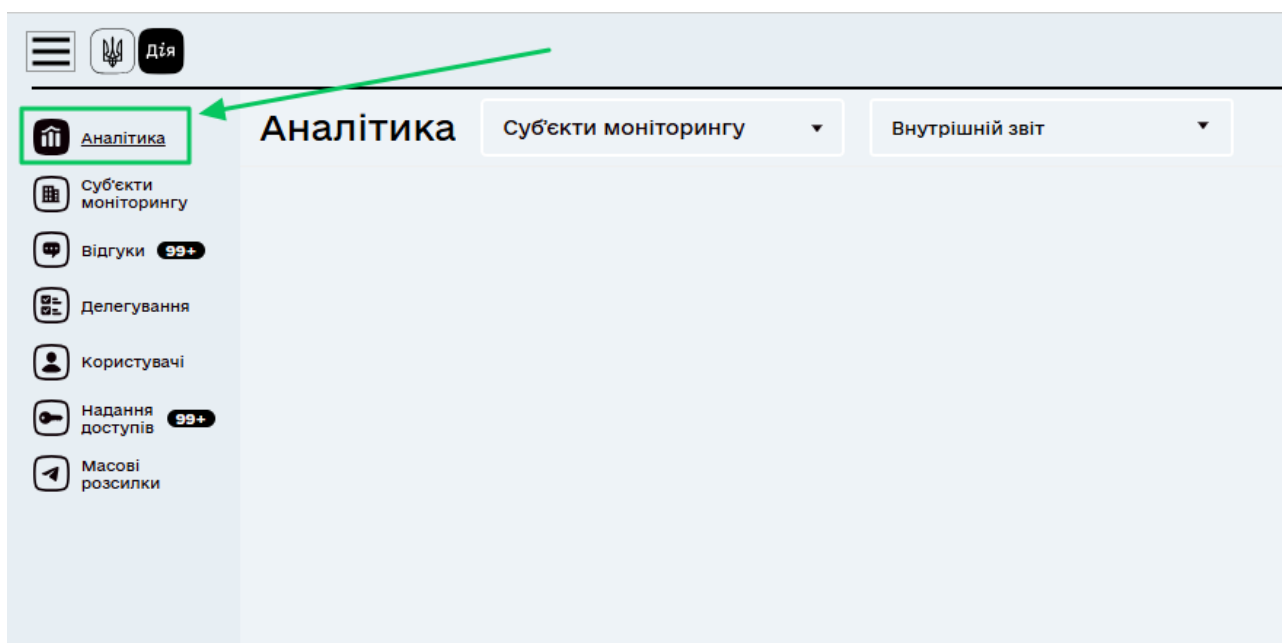 Дія
Аналітика
Аналітика
Суб'єкти моніторингу
Внутрішній звіт
Суб'єкти
моніторингу
Відгуки 99+
Делегування
Користувачі
Надання
доступів 99+
Масові
розсилки